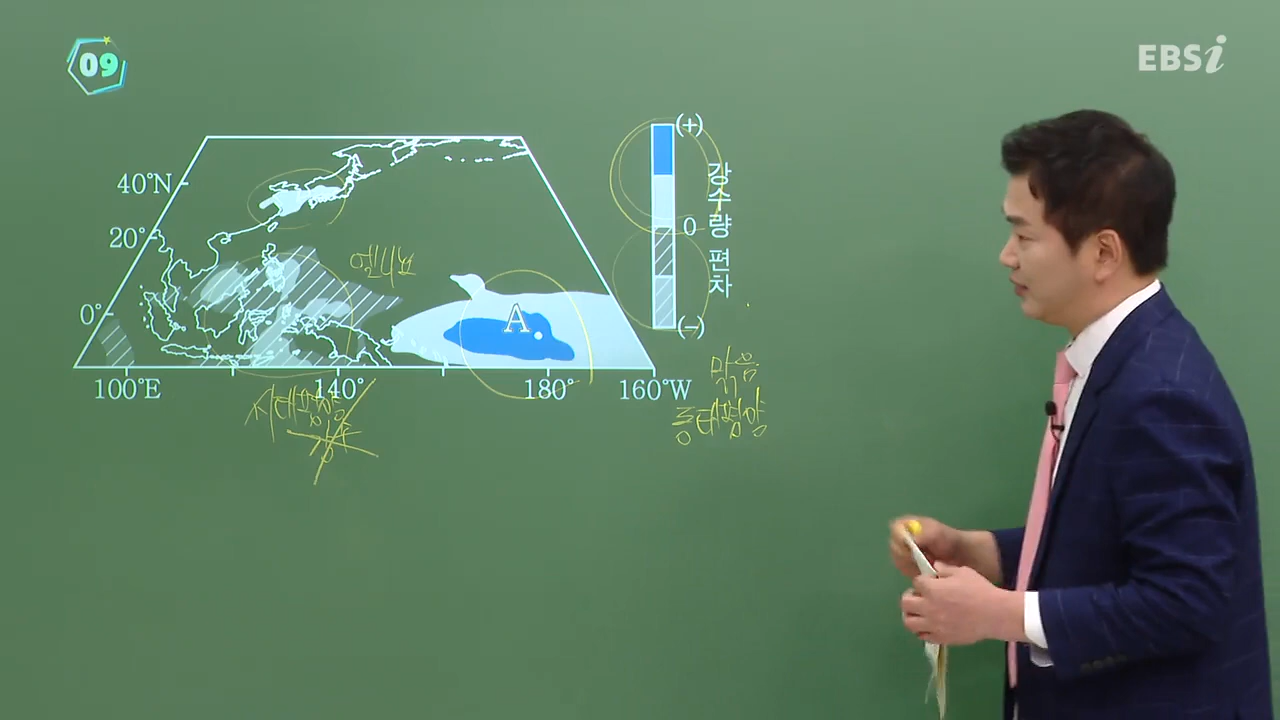 09
EBSi
(+)
40°N
강수량 편차
20°
0
엘니뇨
0°
A
(−)
100°E
140°
180°
160°W
맑음
서태평양
중태평양